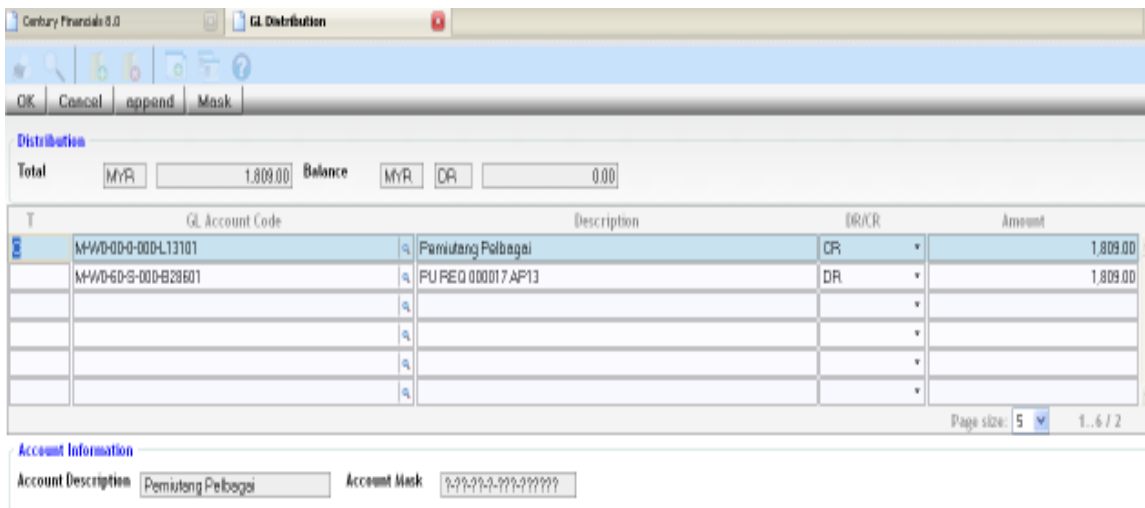 Century Financials 8.0 GL Distribution
OK Cancel append Mask
Distribution
Total MYR 1,809.00 Balance MYR DR 0.00
T GL Account Code Description DR/CR Amount
M-W0-00-0-000-L13101 Pemiutang Pelbagai CR 1,809.00
M-W0-60-S-000-B28601 PU REQ 000017 AP13 DR 1,809.00
Page size: 5 1..6 / 2
Account Information
Account Description Pemiutang Pelbagai Account Mask ?-??-??-?-???-??????